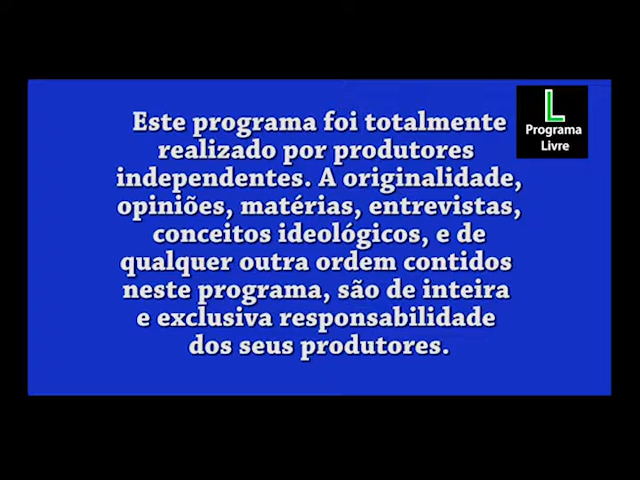 L
Programa
Livre
Este programa foi totalmente
realizado por produtores
independentes. A originalidade,
opiniões, matérias, entrevistas,
conceitos ideológicos, e de
qualquer outra ordem contidos
neste programa, são de inteira
e exclusiva responsabilidade
dos seus produtores.